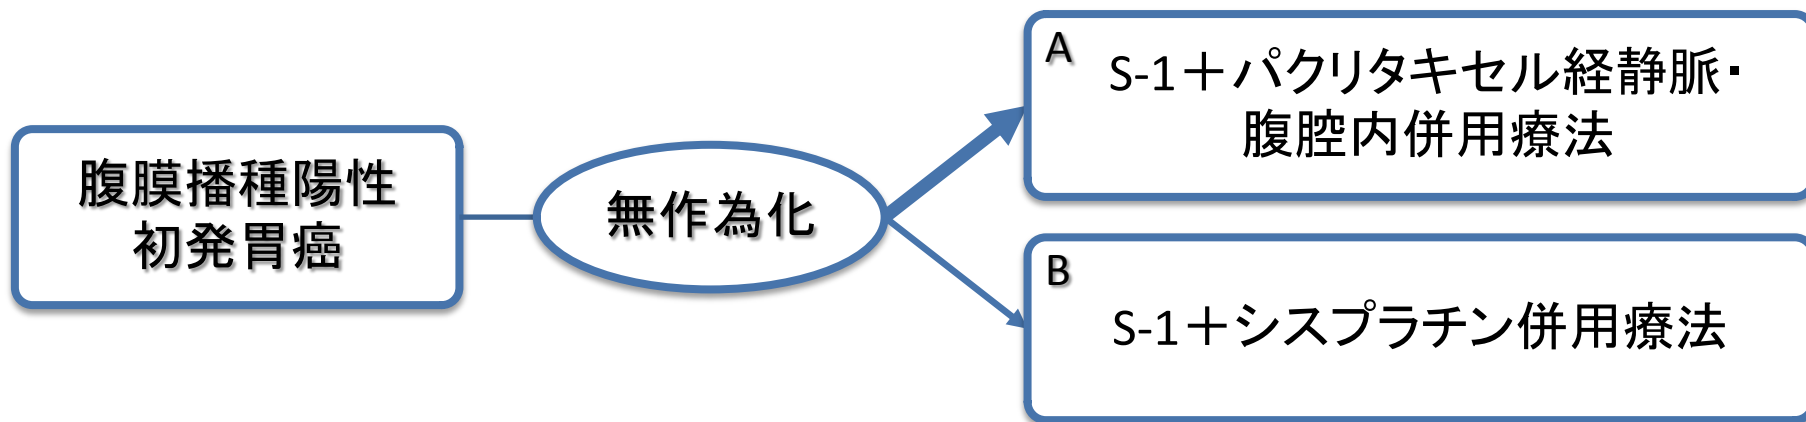 腹膜播種陽性
初発胃癌
無作為化
A
S-1＋パクリタキセル経静脈・
腹腔内併用療法
B
S-1＋シスプラチン併用療法